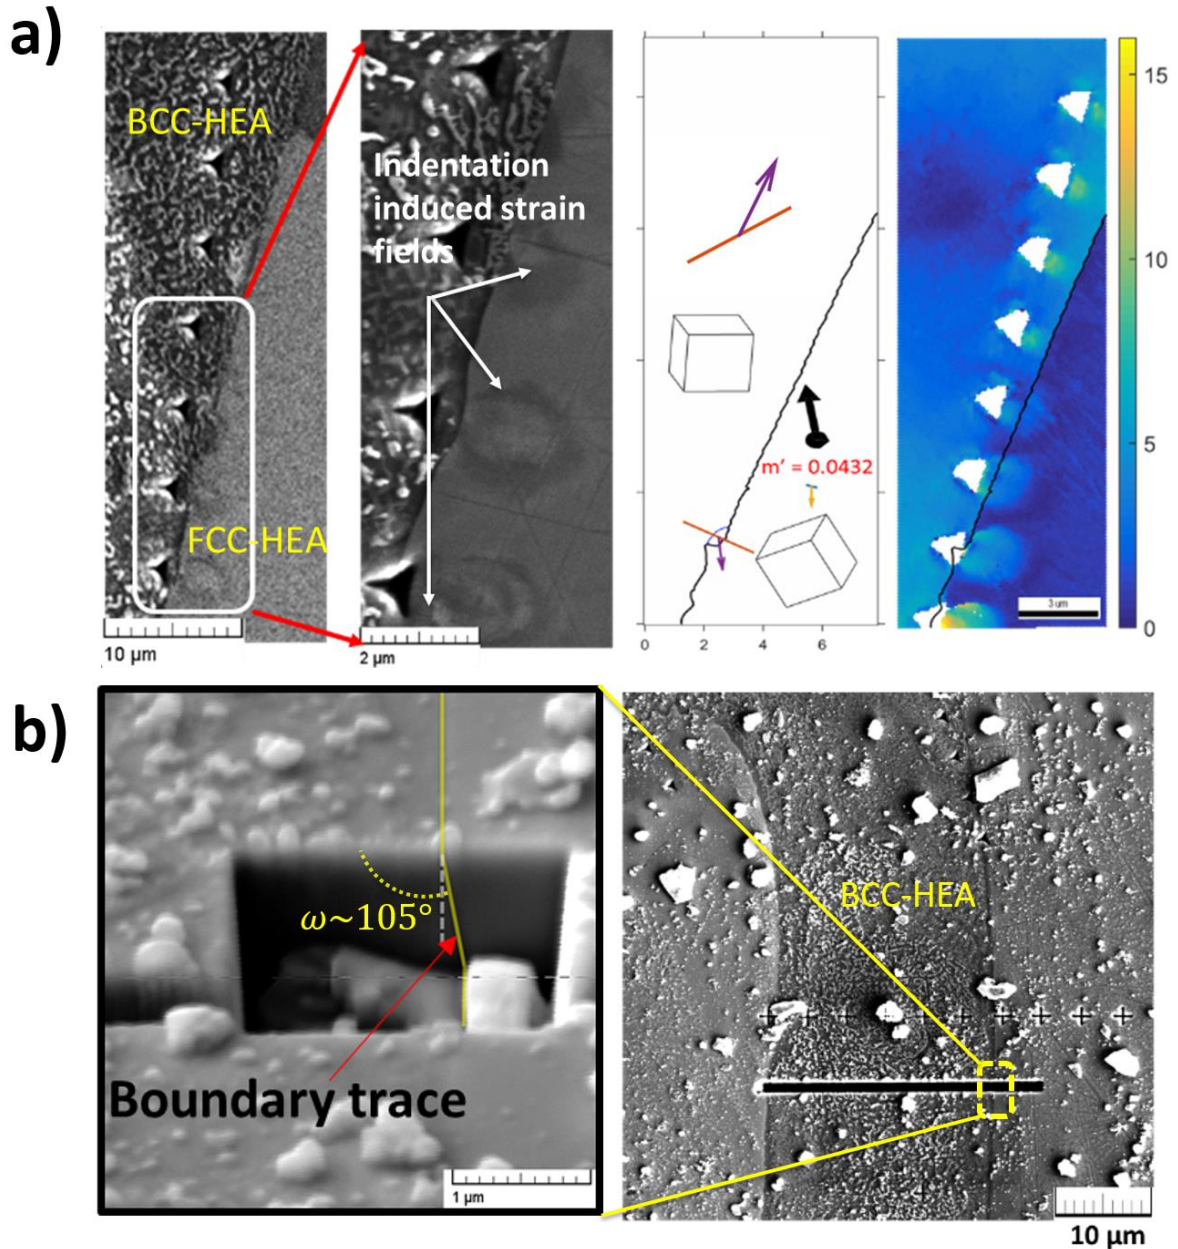 a)
BCC-HEA
FCC-HEA
10 µm
Indentation
induced strain
fields
2 µm
m' = 0.0432
0
2
4
6
3 um
15
10
5
0
b)
ω~105°
Boundary trace
1 µm
BCC-HEA
10 µm